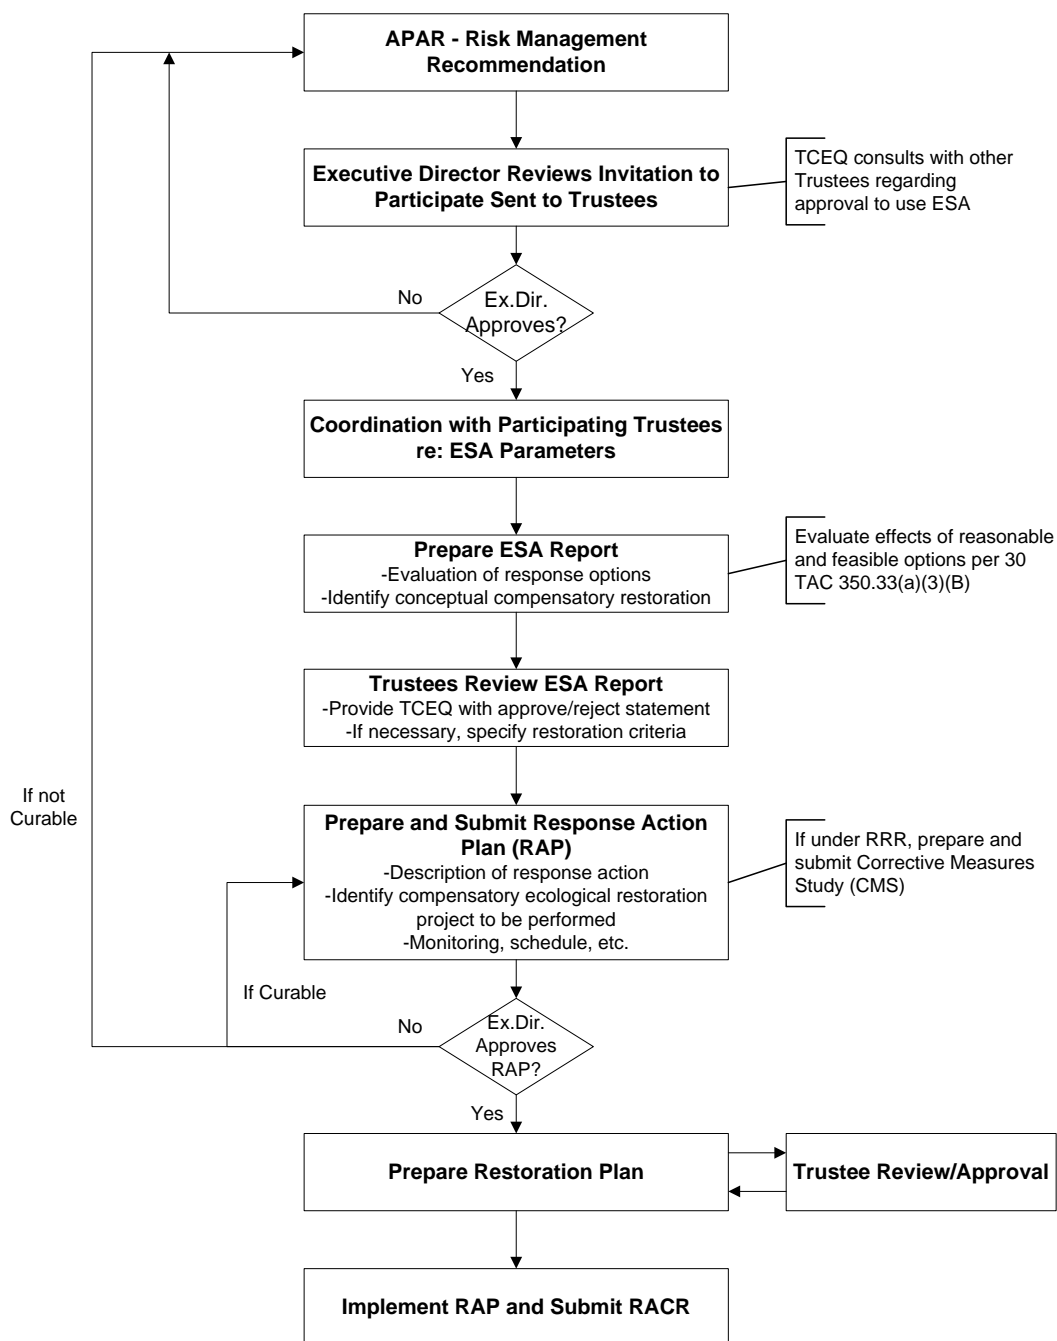 APAR - Risk Management
Recommendation
Executive Director Reviews Invitation to
Participate Sent to Trustees
TCEQ consults with other
Trustees regarding
approval to use ESA
No
Ex.Dir.
Approves?
Yes
Coordination with Participating Trustees
re: ESA Parameters
Prepare ESA Report
-Evaluation of response options
-Identify conceptual compensatory restoration
Evaluate effects of reasonable
and feasible options per 30
TAC 350.33(a)(3)(B)
Trustees Review ESA Report
-Provide TCEQ with approve/reject statement
-If necessary, specify restoration criteria
If not
Curable
Prepare and Submit Response Action
Plan (RAP)
-Description of response action
-Identify compensatory ecological restoration
project to be performed
-Monitoring, schedule, etc.
If under RRR, prepare and
submit Corrective Measures
Study (CMS)
If Curable
No
Ex.Dir.
Approves
RAP?
Yes
Prepare Restoration Plan
Trustee Review/Approval
Implement RAP and Submit RACR